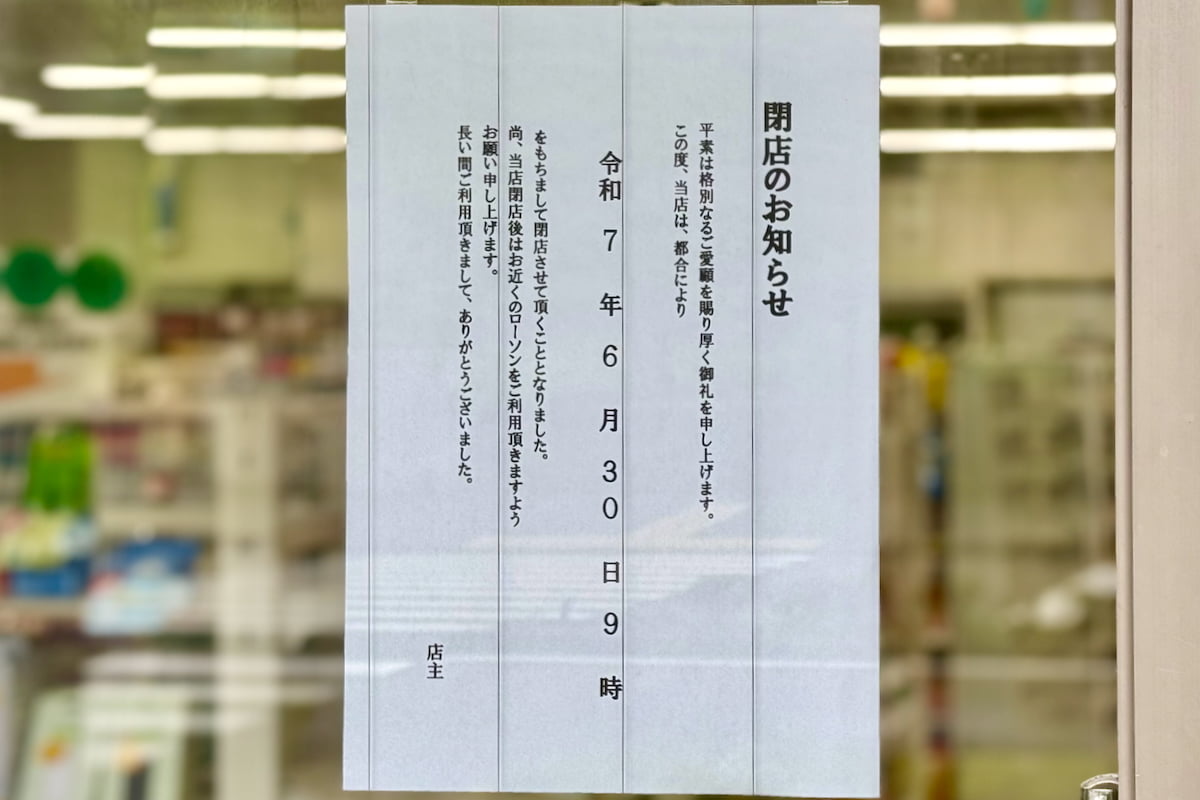 閉店のお知らせ
平素は格別なるご愛顧を賜り厚く御礼を申し上げます。
この度、当店は、都合により
令和7年6月30日9時
をもちまして閉店させて頂くこととなりました。
尚、当店閉店後はお近くのローソンをご利用頂きますよう
お願い申し上げます。
長い間ご利用頂きまして、ありがとうございました。
店主